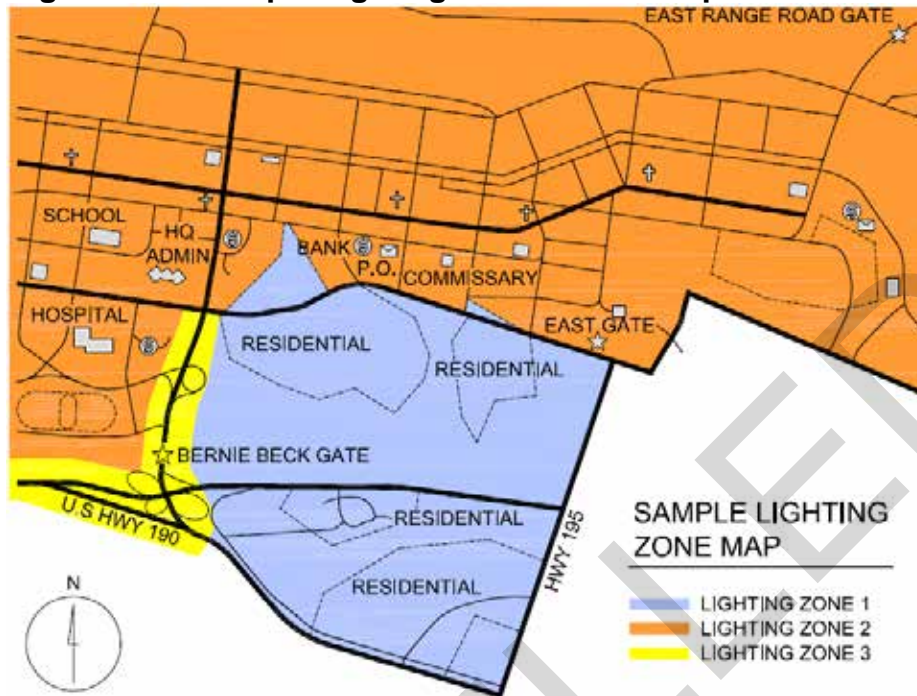 EAST RANGE ROAD GATE
SCHOOL
HQ
ADMIN
BANK
P.O.
COMMISSARY
HOSPITAL
RESIDENTIAL
EAST GATE
RESIDENTIAL
BERNIE BECK GATE
U.S HWY 190
RESIDENTIAL
HWY 195
RESIDENTIAL
SAMPLE LIGHTING
ZONE MAP
N
LIGHTING ZONE 1
LIGHTING ZONE 2
LIGHTING ZONE 3